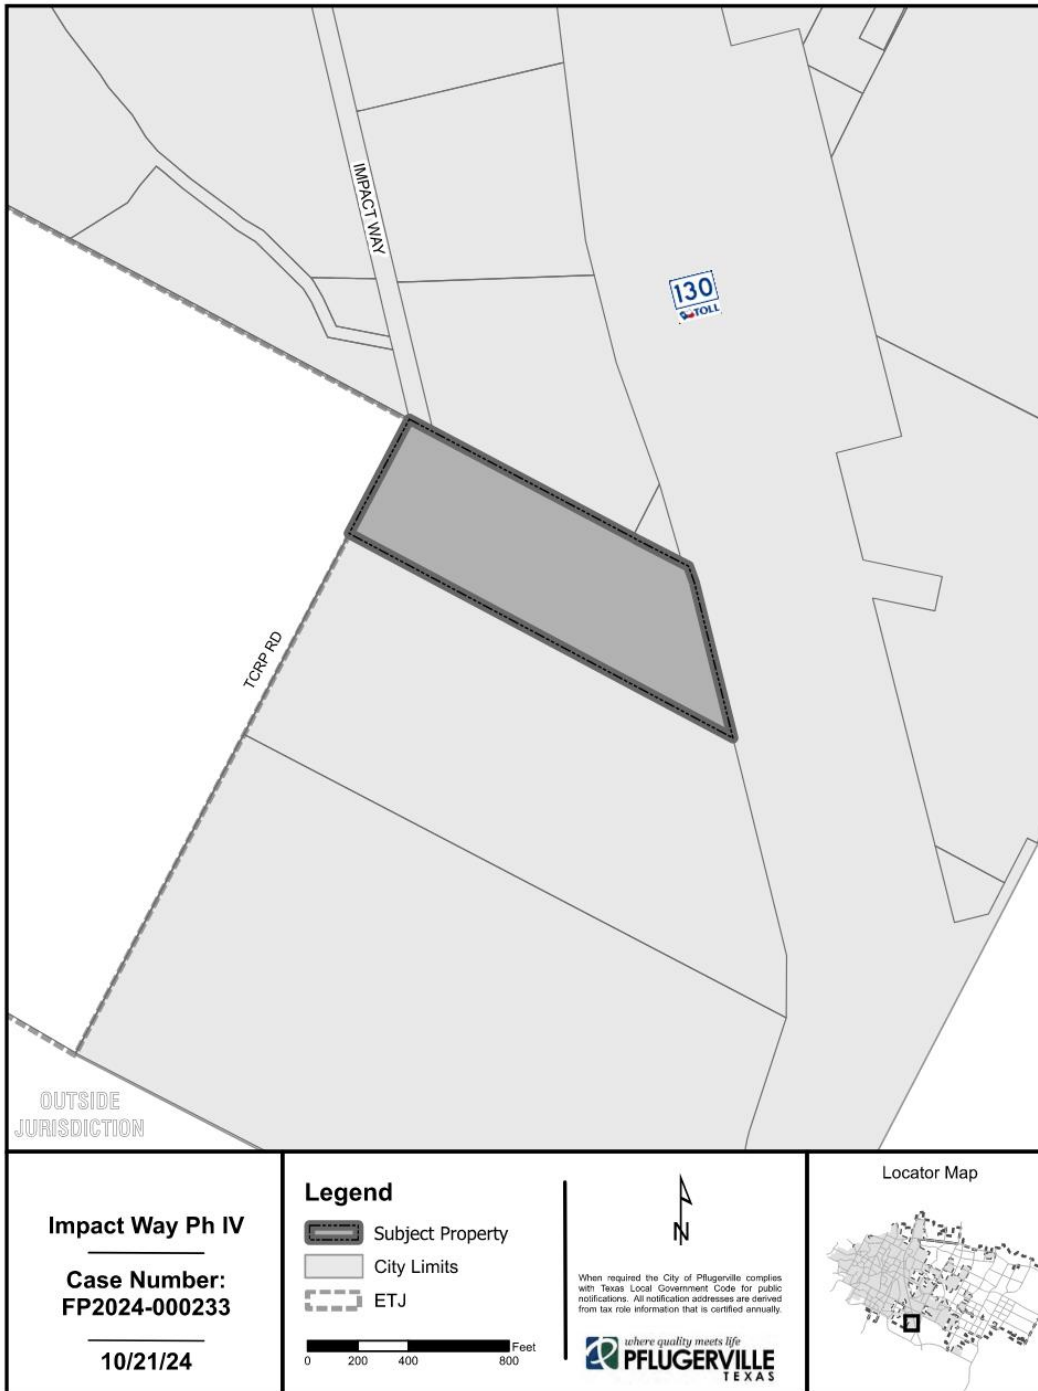 IMPACT WAY
130
TOLL
TCRP RD
OUTSIDE
JURISDICTION
Impact Way Ph IV
Case Number:
FP2024-000233
10/21/24
Legend
Subject Property
City Limits
ETJ
0 200 400 800 Feet
N
When required the City of Pflugerville complies
with Texas Local Government Code for public
notifications. All notification addresses are derived
from tax role information that is certified annually.
where quality meets life
PFLUGERVILLE
TEXAS
Locator Map